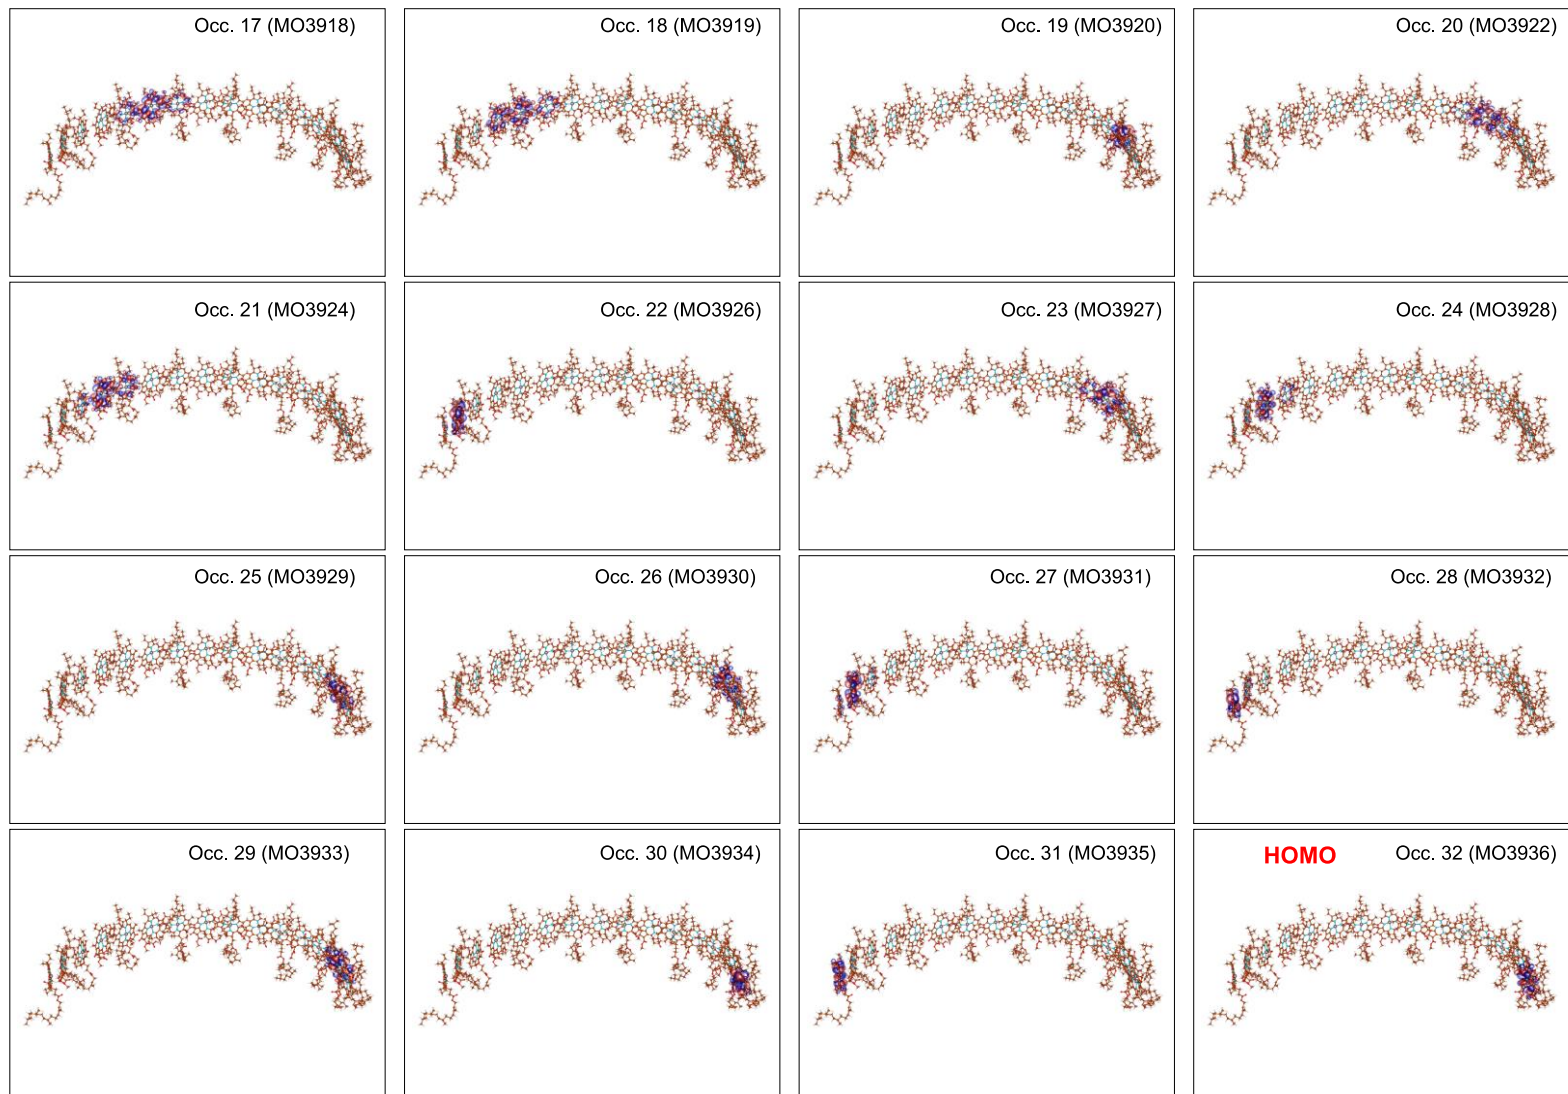 Occ. 17 (MO3918)
Occ. 18 (MO3919)
Occ. 19 (MO3920)
Occ. 20 (MO3922)
Occ. 21 (MO3924)
Occ. 22 (MO3926)
Occ. 23 (MO3927)
Occ. 24 (MO3928)
Occ. 25 (MO3929)
Occ. 26 (MO3930)
Occ. 27 (MO3931)
Occ. 28 (MO3932)
Occ. 29 (MO3933)
Occ. 30 (MO3934)
Occ. 31 (MO3935)
HOMO Occ. 32 (MO3936)